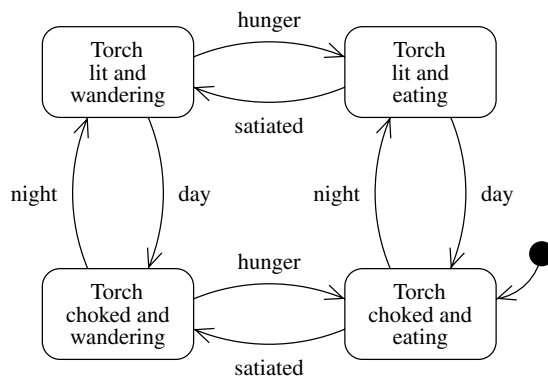 hunger
Torch
lit and
wandering
Torch
lit and
eating
satiated
night
day
night
day
hunger
Torch
choked and
wandering
Torch
choked and
eating
satiated